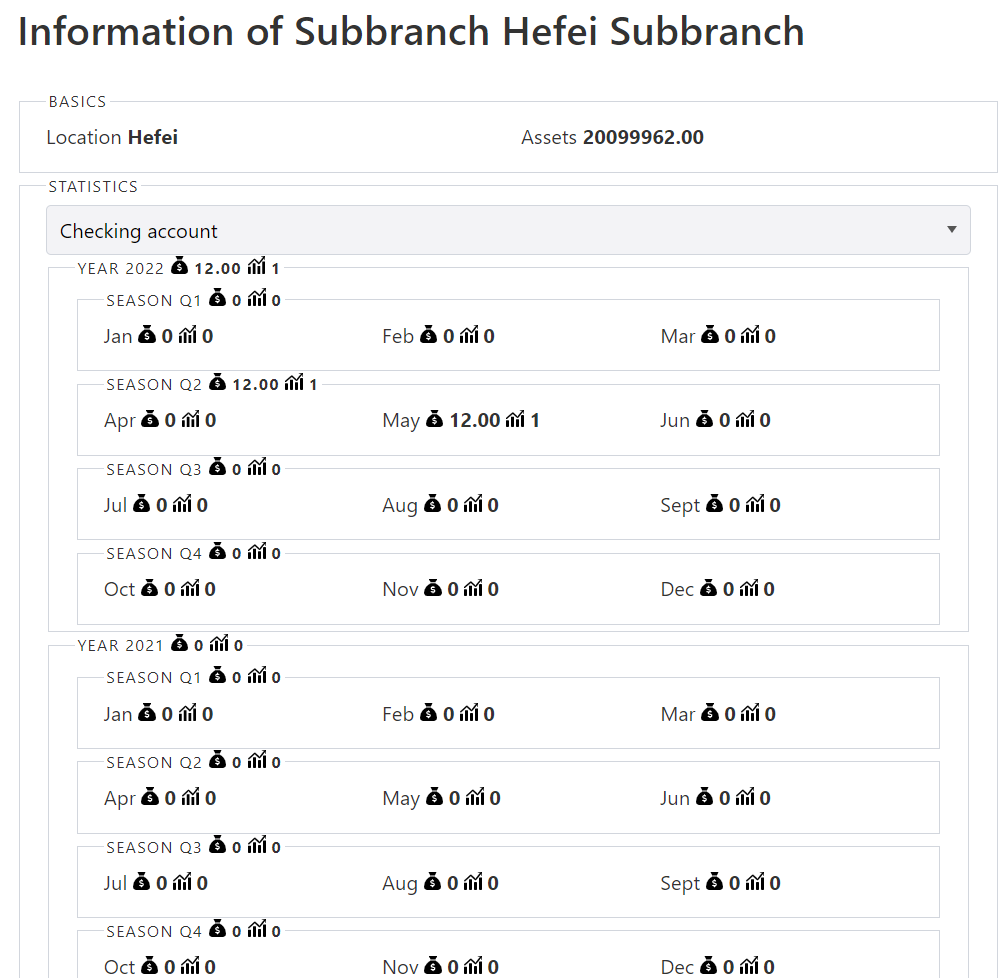 Information of Subbranch Hefei Subbranch
BASICS
Location Hefei Assets 20099962.00
STATISTICS
Checking account
YEAR 2022 12.00 1
SEASON Q1 0 0
Jan 0 0 Feb 0 0 Mar 0 0
SEASON Q2 12.00 1
Apr 0 0 May 12.00 1 Jun 0 0
SEASON Q3 0 0
Jul 0 0 Aug 0 0 Sept 0 0
SEASON Q4 0 0
Oct 0 0 Nov 0 0 Dec 0 0
YEAR 2021 0 0
SEASON Q1 0 0
Jan 0 0 Feb 0 0 Mar 0 0
SEASON Q2 0 0
Apr 0 0 May 0 0 Jun 0 0
SEASON Q3 0 0
Jul 0 0 Aug 0 0 Sept 0 0
SEASON Q4 0 0
Oct 0 0 Nov 0 0 Dec 0 0